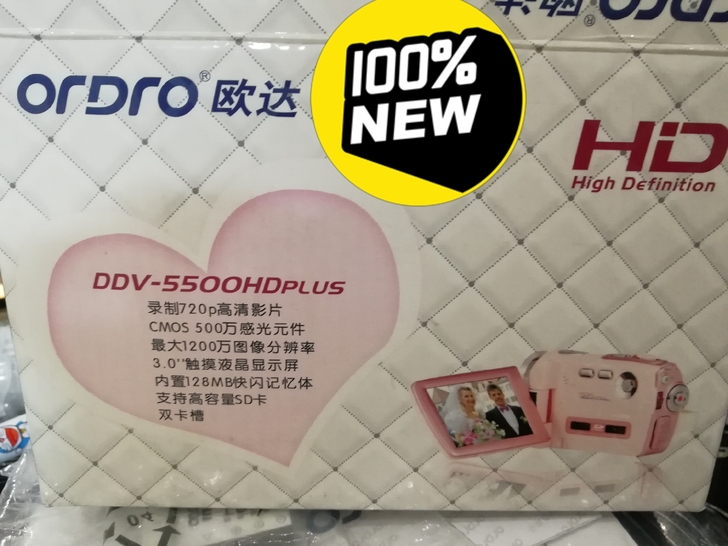 ORDRO® 欧达
100%
NEW
HD
High Definition
DDV-5500HDPLUS
录制720p高清影片
CMOS 500万感光元件
最大1200万图像分辨率
3.0''触摸液晶显示屏
内置128MB快闪记忆体
支持高容量SD卡
双卡槽